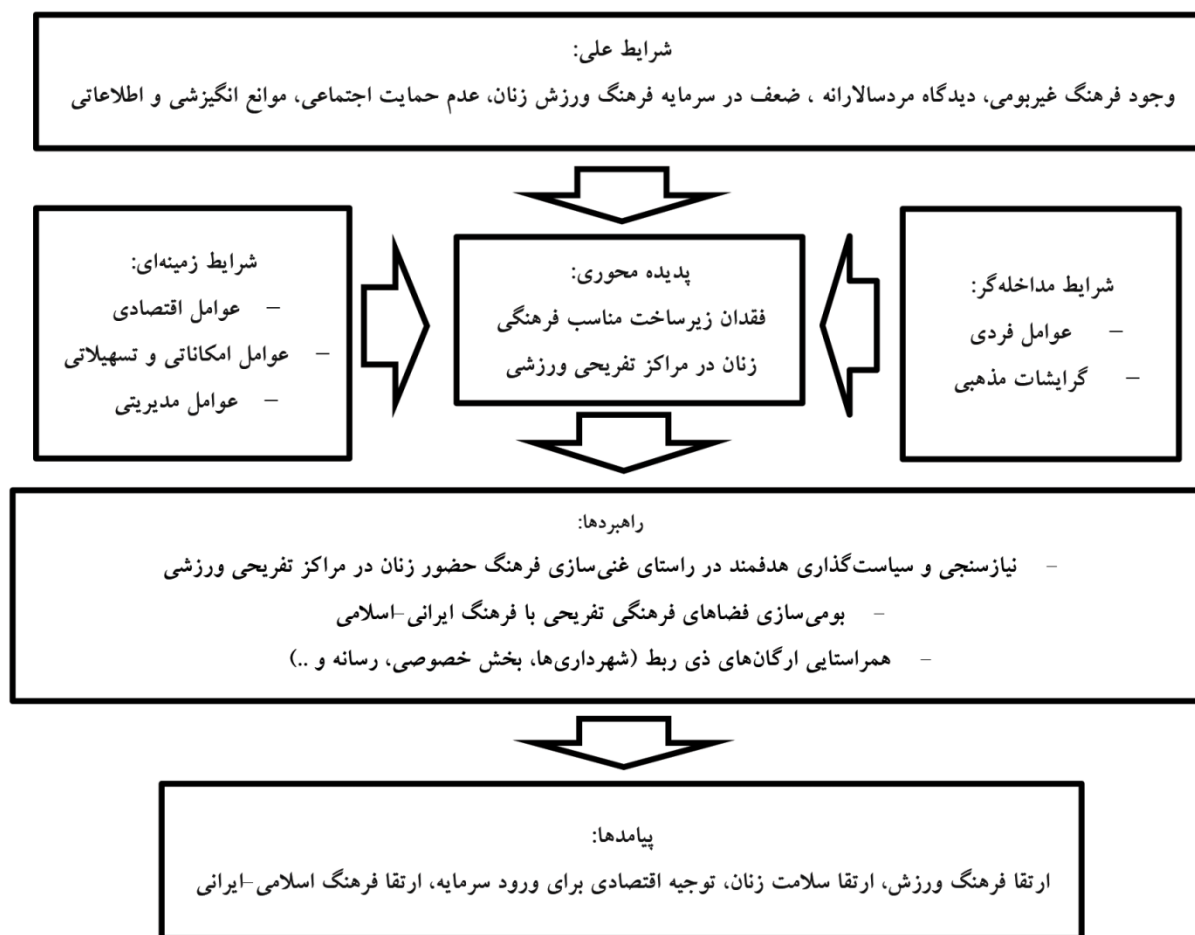 شرایط علی:
وجود فرهنگ غیربومی، دیدگاه مردسالارانه ، ضعف در سرمایه فرهنگ ورزش زنان، عدم حمایت اجتماعی، موانع انگیزشی و اطلاعاتی
شرایط مداخله‌گر:
– عوامل فردی
– گرایشات مذهبی
پدیده محوری:
فقدان زیرساخت مناسب فرهنگی
زنان در مراکز تفریحی ورزشی
شرایط زمینه‌ای:
– عوامل اقتصادی
– عوامل امکاناتی و تسهیلاتی
– عوامل مدیریتی
راهبردها:
– نیازسنجی و سیاست‌گذاری هدفمند در راستای غنی‌سازی فرهنگ حضور زنان در مراکز تفریحی ورزشی
– بومی‌سازی فضاهای فرهنگی تفریحی با فرهنگ ایرانی-اسلامی
– همراستایی ارگان‌های ذی ربط (شهرداری‌ها، بخش خصوصی، رسانه و ..)
پیامدها:
ارتقا فرهنگ ورزش، ارتقا سلامت زنان، توجیه اقتصادی برای ورود سرمایه، ارتقا فرهنگ اسلامی-ایرانی